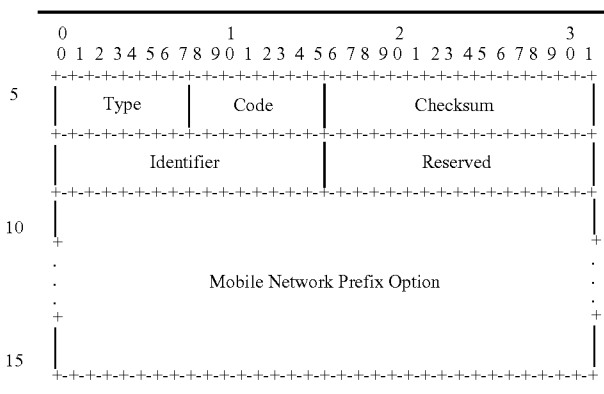 0 1 2 3
0 1 2 3 4 5 6 7 8 9 0 1 2 3 4 5 6 7 8 9 0 1 2 3 4 5 6 7 8 9 0 1
+-+-+-+-+-+-+-+-+-+-+-+-+-+-+-+-+-+-+-+-+-+-+-+-+-+-+-+-+-+-+-+-+
5 | Type | Code | Checksum |
+-+-+-+-+-+-+-+-+-+-+-+-+-+-+-+-+-+-+-+-+-+-+-+-+-+-+-+-+-+-+-+-+
| Identifier | Reserved |
+-+-+-+-+-+-+-+-+-+-+-+-+-+-+-+-+-+-+-+-+-+-+-+-+-+-+-+-+-+-+-+-+
10 | |
+ +
. .
. Mobile Network Prefix Option .
. .
+ +
15 | |
+-+-+-+-+-+-+-+-+-+-+-+-+-+-+-+-+-+-+-+-+-+-+-+-+-+-+-+-+-+-+-+-+